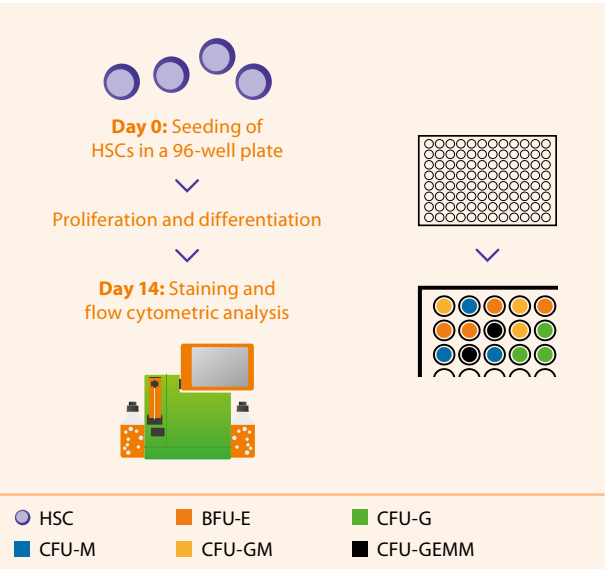 Day 0: Seeding of
HSCs in a 96-well plate
Proliferation and differentiation
Day 14: Staining and
flow cytometric analysis
HSC
BFU-E
CFU-G
CFU-M
CFU-GM
CFU-GEMM